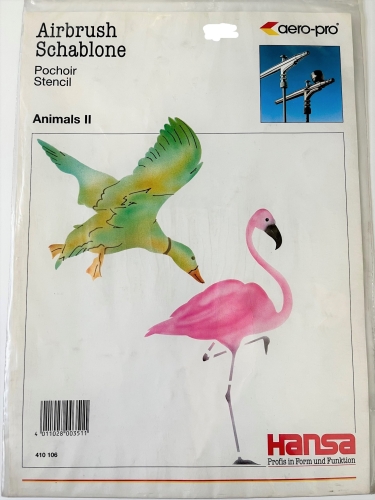 Airbrush
Schablone
Pochoir
Stencil
Animals II
aero-pro®
4 011028 003511
410 106
Hansa
Profis in Form und Funktion